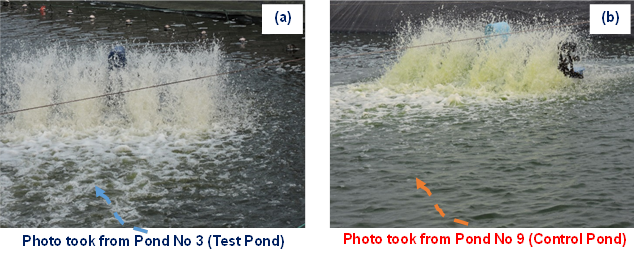 (a)
(b)
Photo took from Pond No 3 (Test Pond)
Photo took from Pond No 9 (Control Pond)